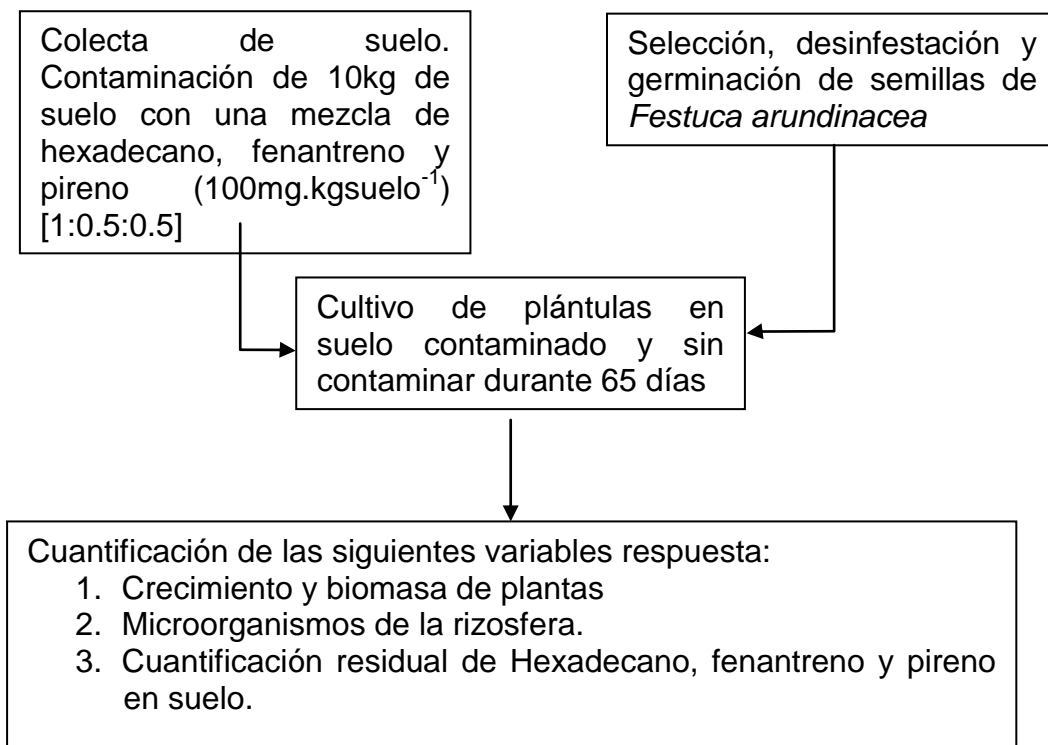 Colecta de suelo.
Contaminación de 10kg de
suelo con una mezcla de
hexadecano, fenantreno y
pireno (100mg.kgsuelo⁻¹)
[1:0.5:0.5]
Selección, desinfestación y
germinación de semillas de
Festuca arundinacea
Cultivo de plántulas en
suelo contaminado y sin
contaminar durante 65 días
Cuantificación de las siguientes variables respuesta:
1. Crecimiento y biomasa de plantas
2. Microorganismos de la rizosfera.
3. Cuantificación residual de Hexadecano, fenantreno y pireno
en suelo.